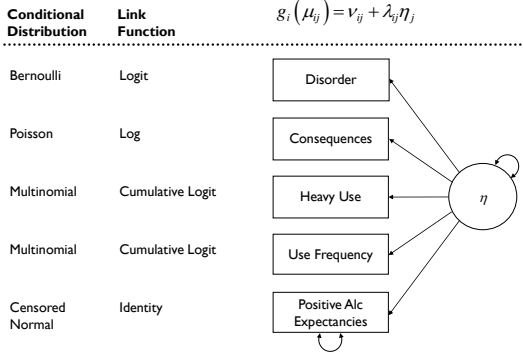 Conditional Distribution
Link Function
g_i(μ_ij) = ν_ij + λ_ij η_j
Bernoulli
Logit
Disorder
Poisson
Log
Consequences
Multinomial
Cumulative Logit
Heavy Use
η
Multinomial
Cumulative Logit
Use Frequency
Censored
Normal
Identity
Positive Alc
Expectancies